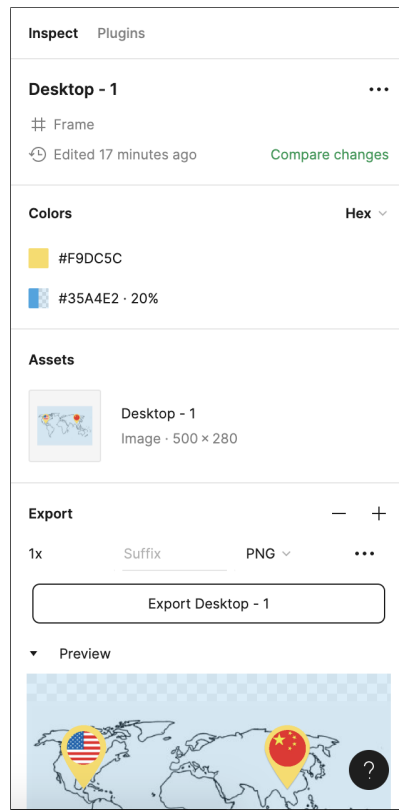 Inspect Plugins
Desktop - 1
Frame
Edited 17 minutes ago Compare changes
Colors Hex
#F9DC5C
#35A4E2 · 20%
Assets
Desktop - 1
Image · 500 × 280
Export
1x Suffix PNG
Export Desktop - 1
Preview
?